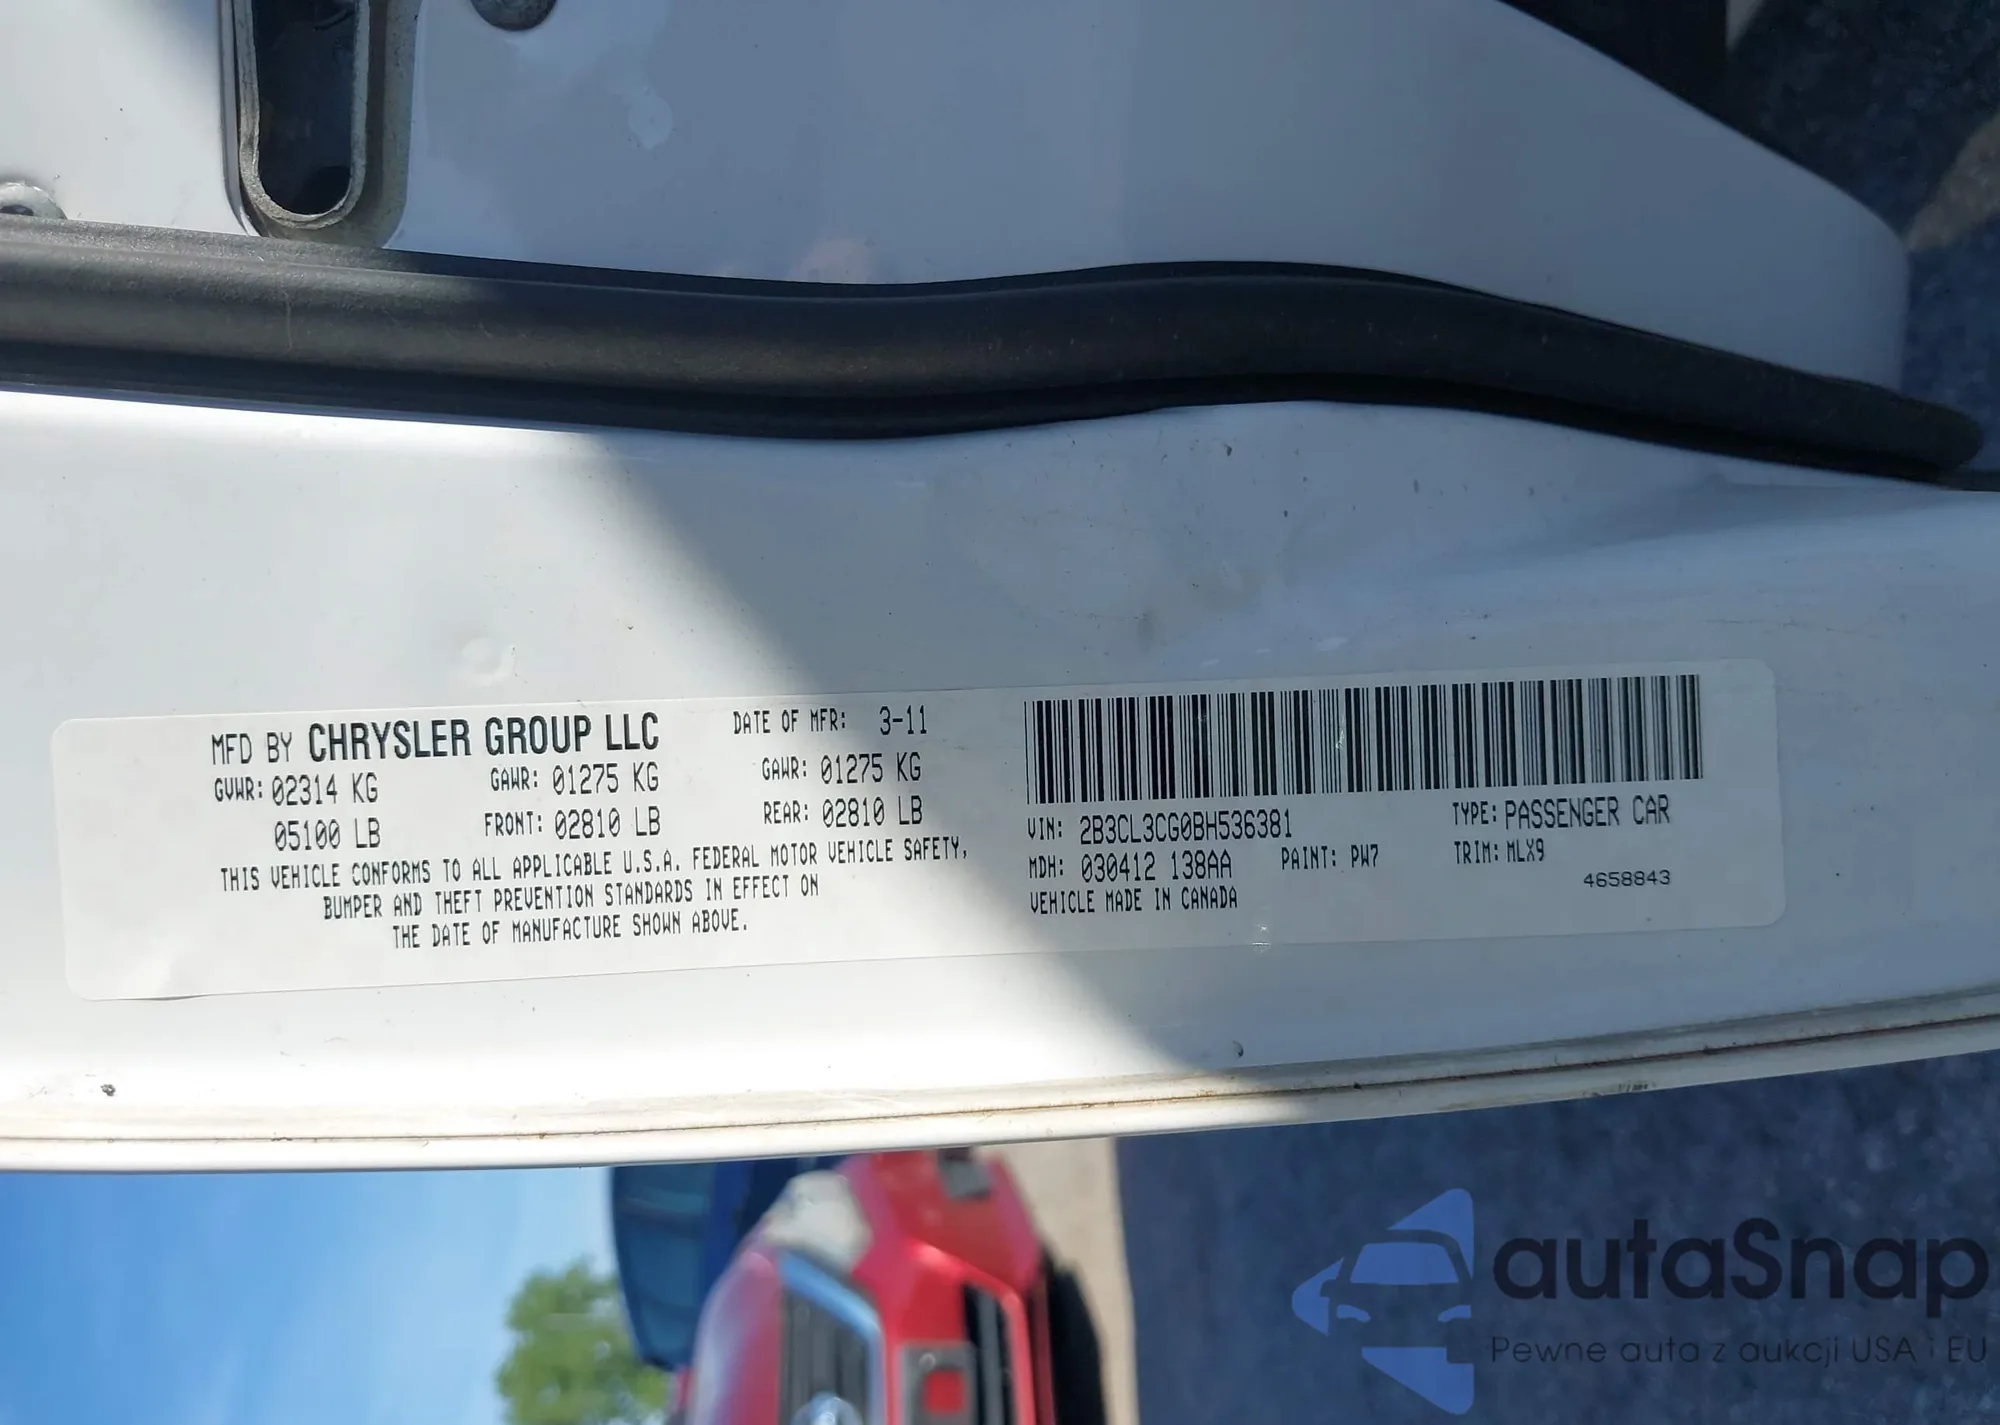 MFD BY CHRYSLER GROUP LLC DATE OF MFR: 3-11
GVWR: 02314 KG GAWR: 01275 KG GAWR: 01275 KG
05100 LB FRONT: 02810 LB REAR: 02810 LB
THIS VEHICLE CONFORMS TO ALL APPLICABLE U.S.A. FEDERAL MOTOR VEHICLE SAFETY,
BUMPER AND THEFT PREVENTION STANDARDS IN EFFECT ON
THE DATE OF MANUFACTURE SHOWN ABOVE.
VIN: 2B3CL3CG0BH536381 TYPE: PASSENGER CAR
MDH: 030412 138AA PAINT: PW7 TRIM: MLX9
VEHICLE MADE IN CANADA 4658843
autaSnap
Pewne auta z aukcji USA i EU